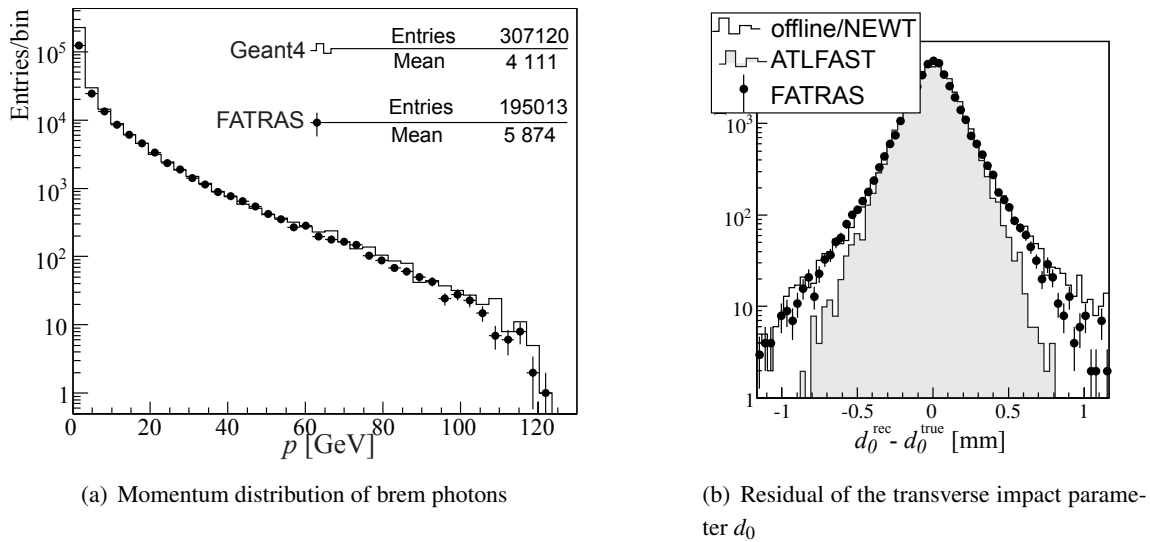 Entries/bin
10^5
10^4
10^3
10^2
10
1
Geant4
Entries 307120
Mean 4 111
FATRAS
Entries 195013
Mean 5 874
0 20 40 60 80 100 120
p [GeV]
(a) Momentum distribution of brem photons
offline/NEWT
ATLFAST
FATRAS
10^3
10^2
10
1
-1 -0.5 0 0.5 1
d_0^rec - d_0^true [mm]
(b) Residual of the transverse impact parame-
ter d_0